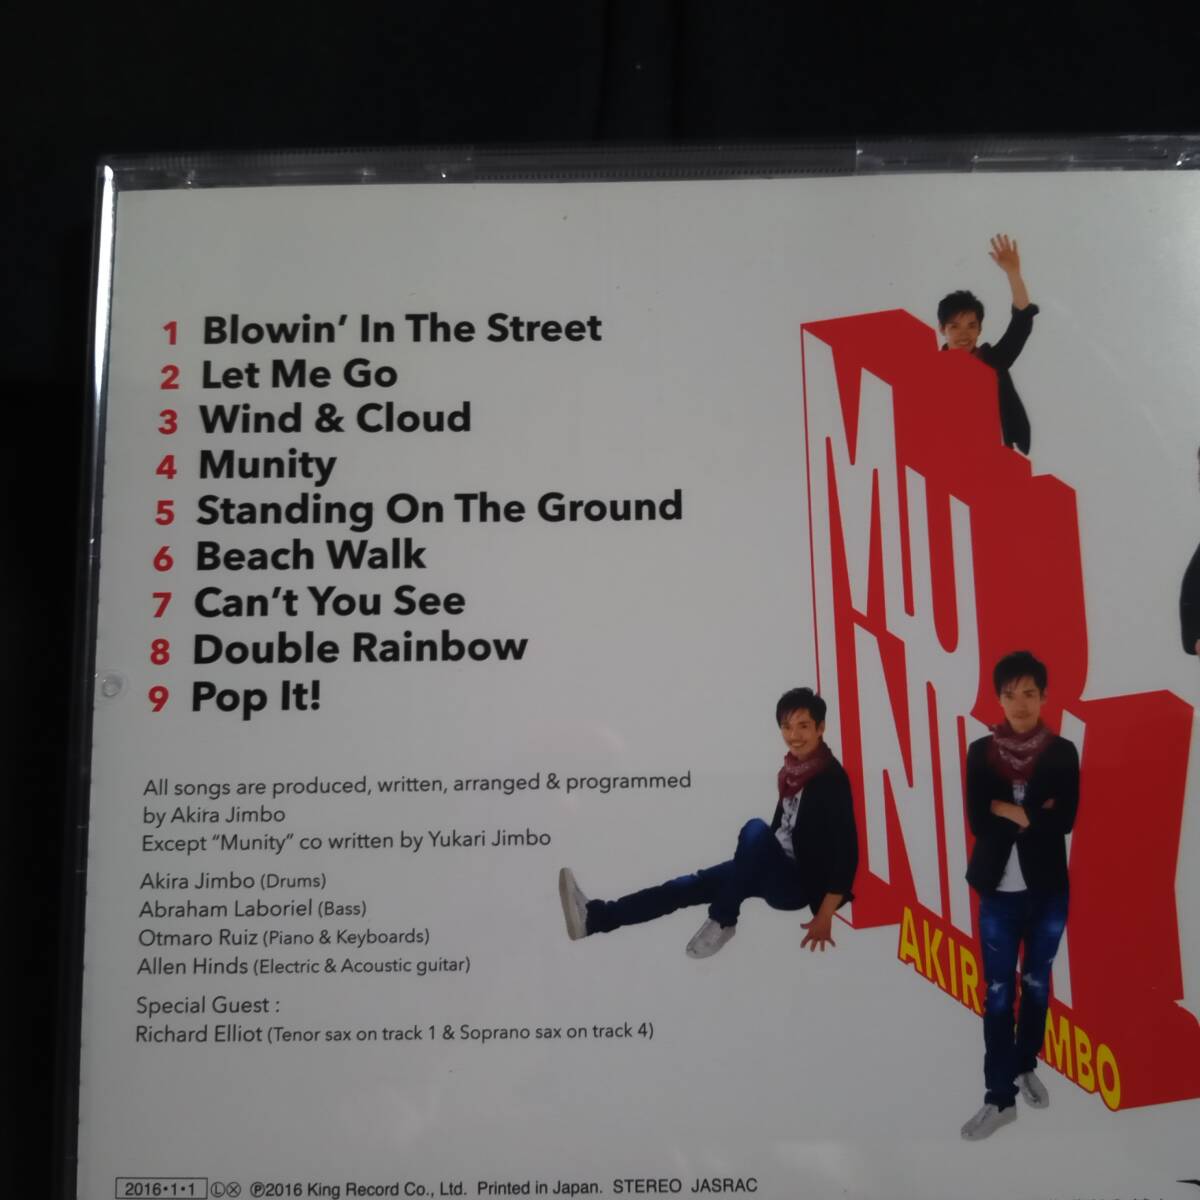 1 Blowin' In The Street
2 Let Me Go
3 Wind & Cloud
4 Munity
5 Standing On The Ground
6 Beach Walk
7 Can't You See
8 Double Rainbow
9 Pop It!
All songs are produced, written, arranged & programmed
by Akira Jimbo
Except "Munity" co written by Yukari Jimbo
Akira Jimbo (Drums)
Abraham Laboriel (Bass)
Otmaro Ruiz (Piano & Keyboards)
Allen Hinds (Electric & Acoustic guitar)
Special Guest :
Richard Elliot (Tenor sax on track 1 & Soprano sax on track 4)
MU
NI
AKIR MBO
2016・1・1 ⓁⓍ ℗2016 King Record Co., Ltd. Printed in Japan. STEREO JASRAC